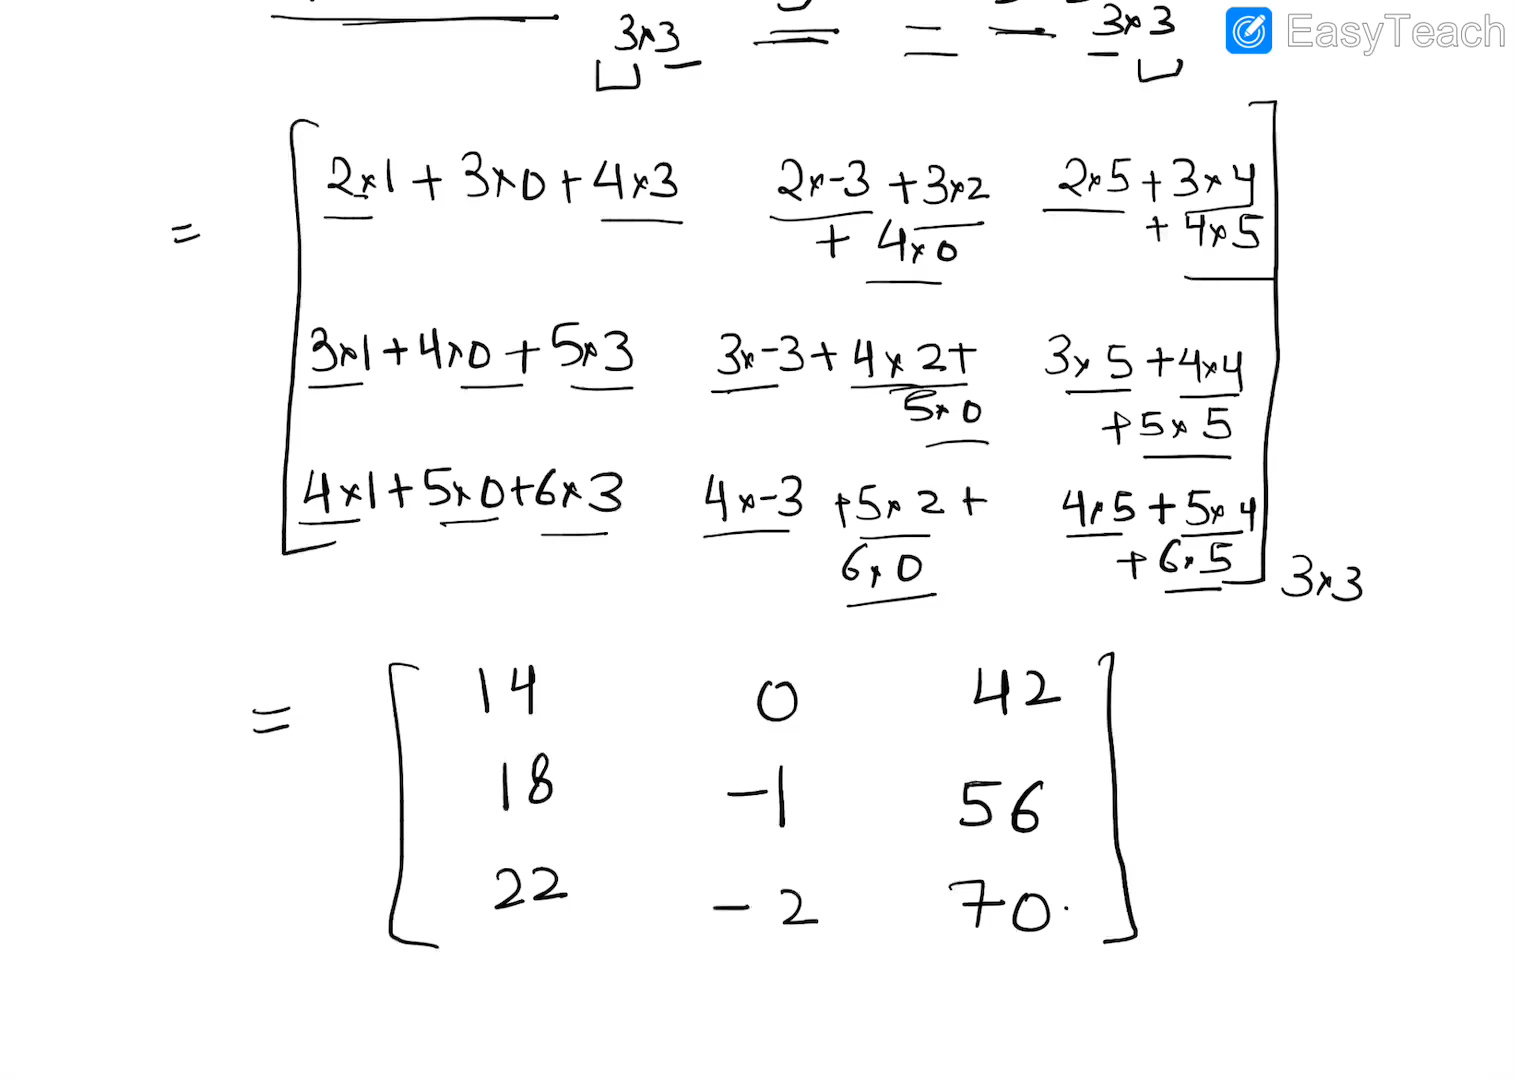 3×3 3×3
EasyTeach
2×1 + 3×0 + 4×3 2×-3 + 3×2 2×5 + 3×4
= + 4×0 + 4×5
3×1 + 4×0 + 5×3 3×-3 + 4×2 + 3×5 + 4×4
5×0 + 5×5
4×1 + 5×0 + 6×3 4×-3 + 5×2 + 4×5 + 5×4
6×0 + 6×5 3×3
14 0 42
=
18 -1 56
22 -2 70